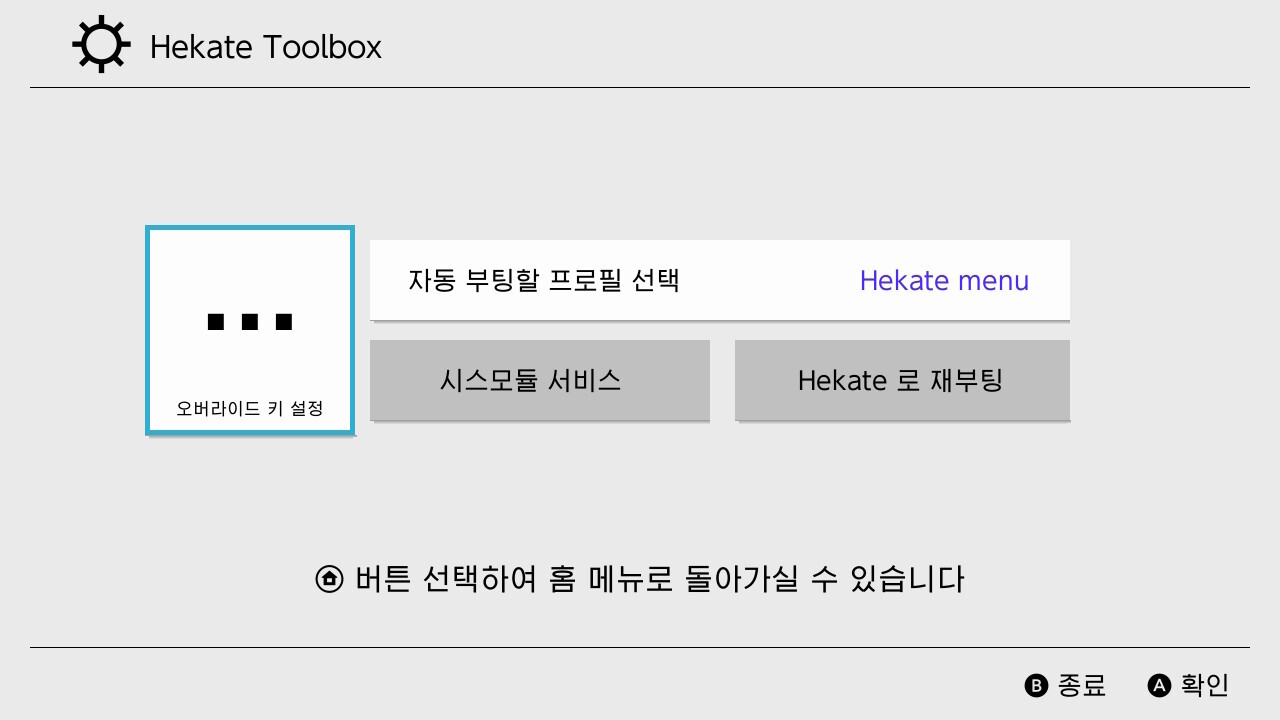 Hekate Toolbox
자동 부팅할 프로필 선택 Hekate menu
시스모듈 서비스 Hekate 로 재부팅
오버라이드 키 설정
버튼 선택하여 홈 메뉴로 돌아가실 수 있습니다
B 종료 A 확인